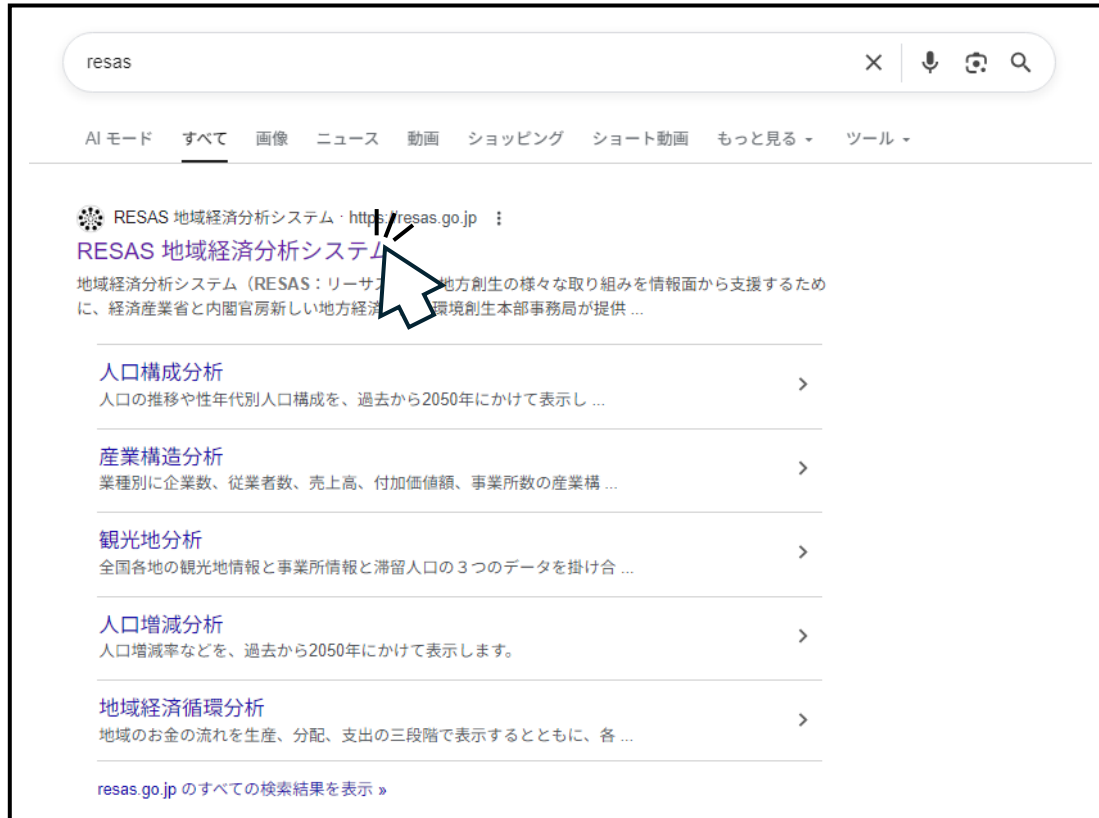 resas
AI モード すべて 画像 ニュース 動画 ショッピング ショート動画 もっと見る ツール
RESAS 地域経済分析システム · https://resas.go.jp
RESAS 地域経済分析システム
地域経済分析システム（RESAS：リーサス 地方創生の様々な取り組みを情報面から支援するため
に、経済産業省と内閣官房新しい地方経済 環境創生本部事務局が提供 ...
人口構成分析
人口の推移や性年代別人口構成を、過去から2050年にかけて表示し ...
産業構造分析
業種別に企業数、従業者数、売上高、付加価値額、事業所数の産業構 ...
観光地分析
全国各地の観光地情報と事業所情報と滞留人口の３つのデータを掛け合 ...
人口増減分析
人口増減率などを、過去から2050年にかけて表示します。
地域経済循環分析
地域のお金の流れを生産、分配、支出の三段階で表示するとともに、各 ...
resas.go.jp のすべての検索結果を表示 »